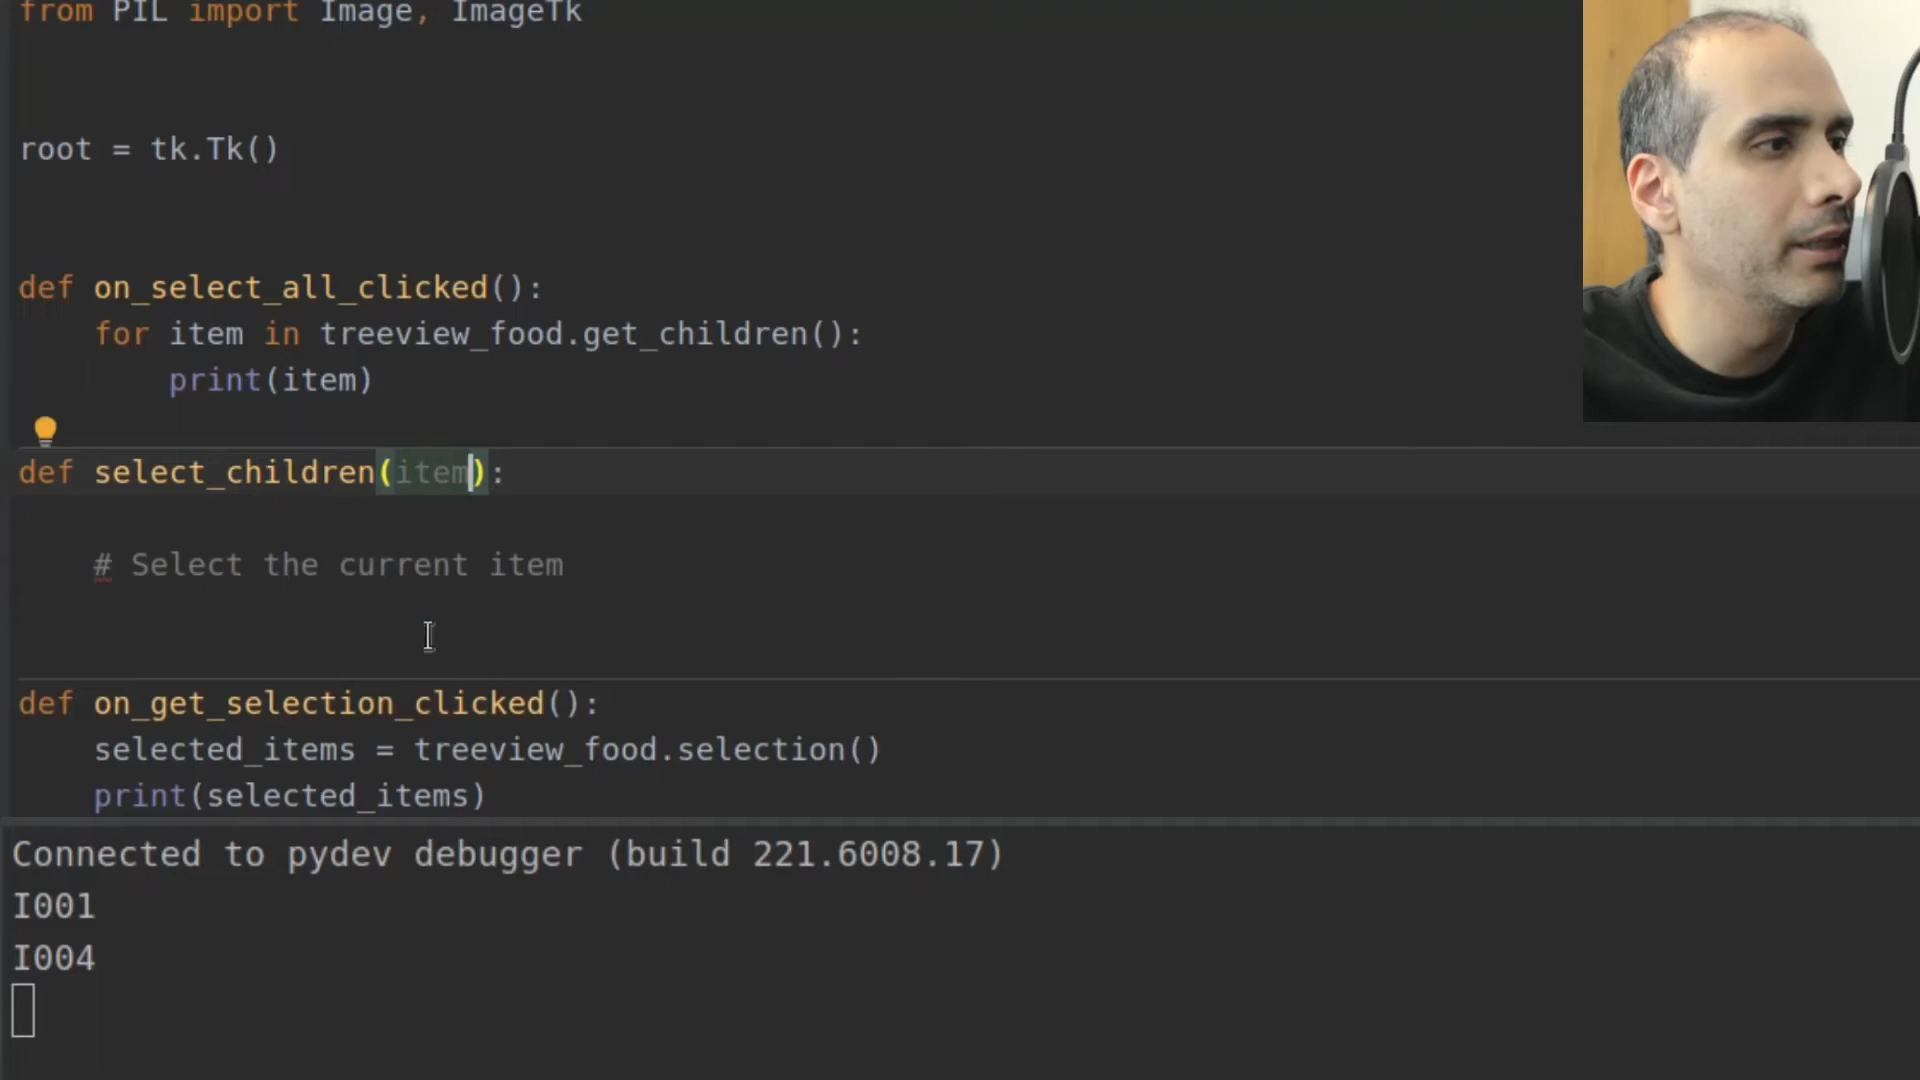 from PIL import Image, ImageTk
root = tk.Tk()
def on_select_all_clicked():
for item in treeview_food.get_children():
print(item)
def select_children(item):
# Select the current item
def on_get_selection_clicked():
selected_items = treeview_food.selection()
print(selected_items)
Connected to pydev debugger (build 221.6008.17)
I001
I004